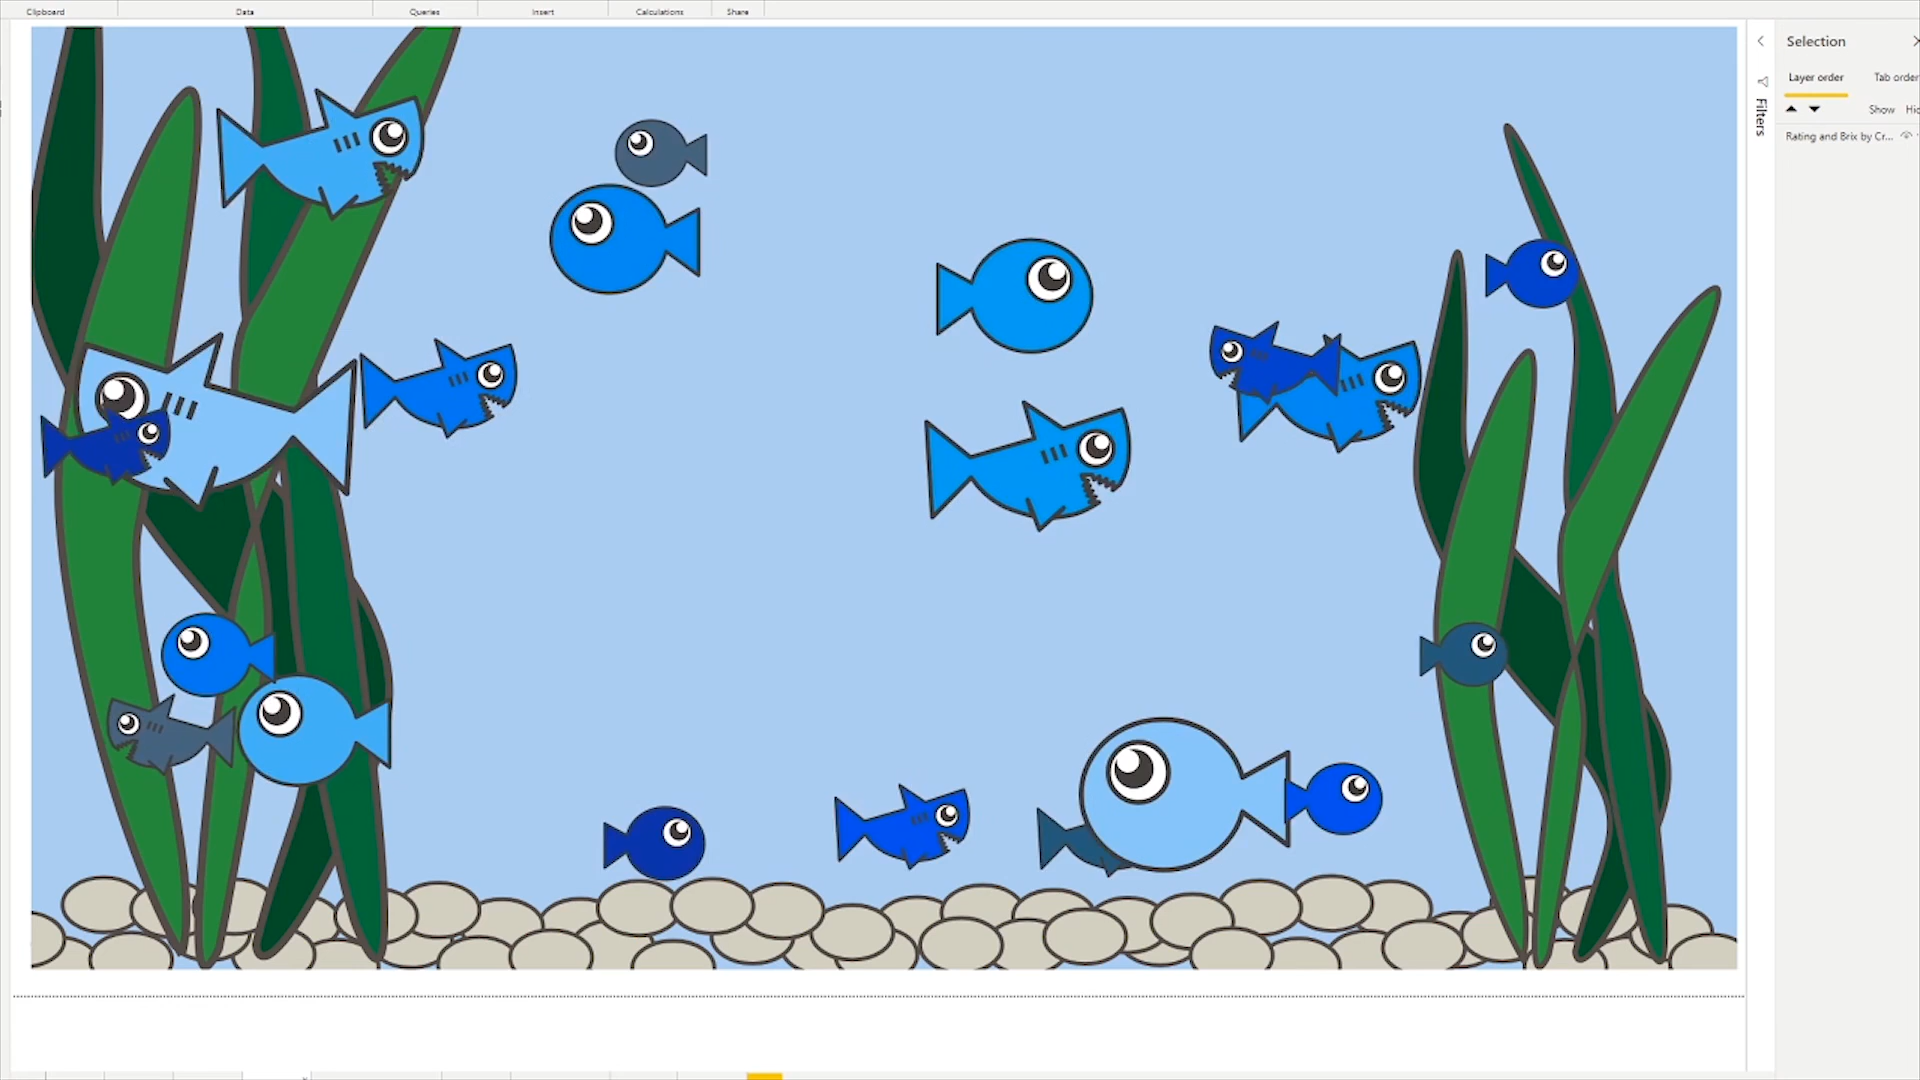 Clipboard
Data
Queries
Insert
Calculations
Share
Filters
Selection
Layer order
Tab order
Show
Rating and Brix by Cr...